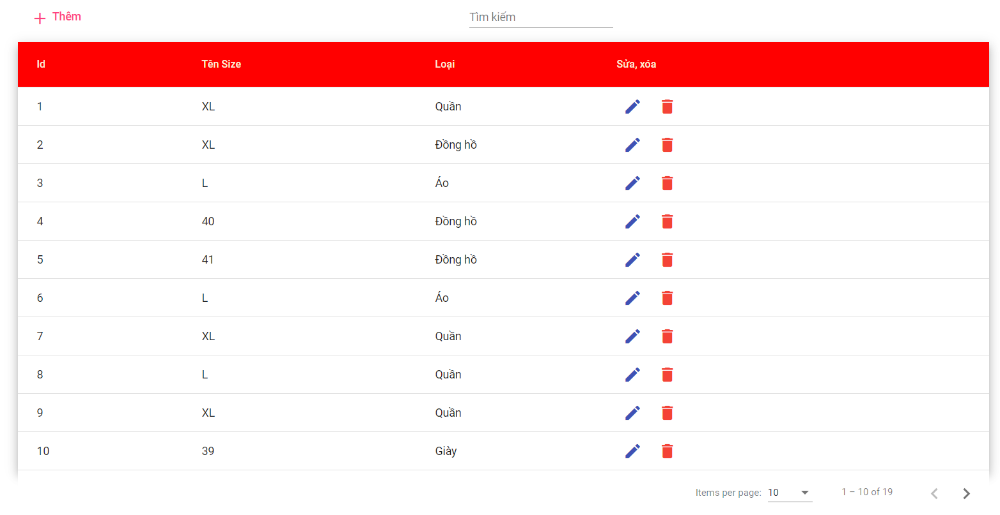 Thêm Tìm kiếm
Id Tên Size Loại Sửa, xóa
1 XL Quần
2 XL Đồng hồ
3 L Áo
4 40 Đồng hồ
5 41 Đồng hồ
6 L Áo
7 XL Quần
8 L Quần
9 XL Quần
10 39 Giày
Items per page: 10 1 – 10 of 19